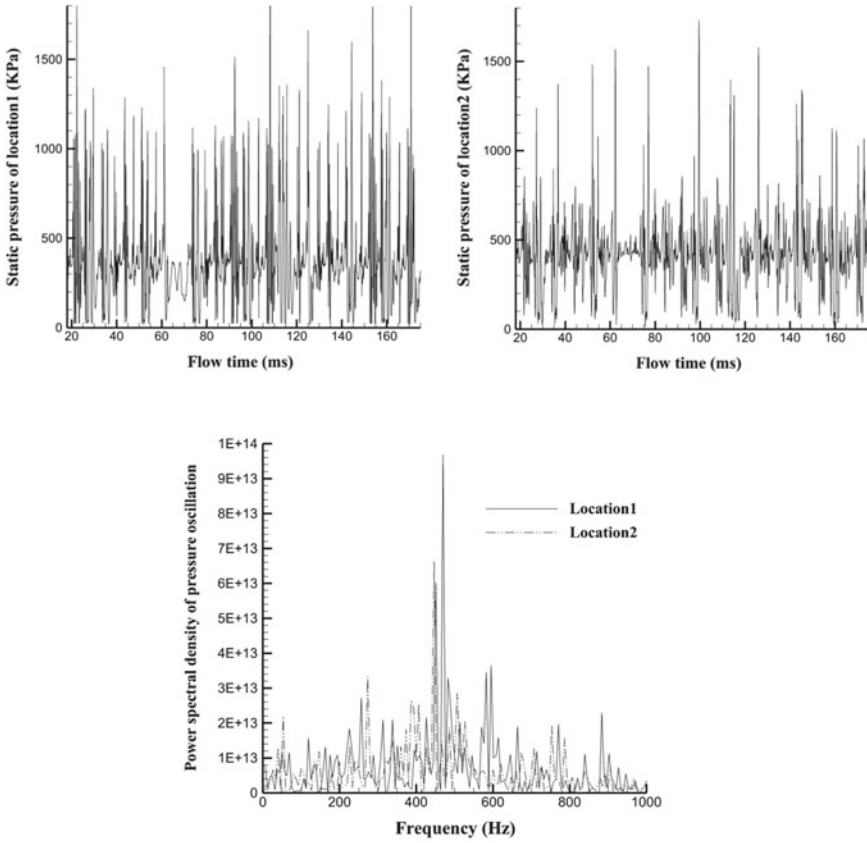 Static pressure of location1 (KPa)
1500
1000
500
0
20 40 60 80 100 120 140 160
Flow time (ms)
Static pressure of location2 (KPa)
1500
1000
500
0
20 40 60 80 100 120 140 160
Flow time (ms)
Power spectral density of pressure oscillation
1E+14
9E+13
8E+13
7E+13
6E+13
5E+13
4E+13
3E+13
2E+13
1E+13
0
0 200 400 600 800 1000
Frequency (Hz)
Location1
Location2